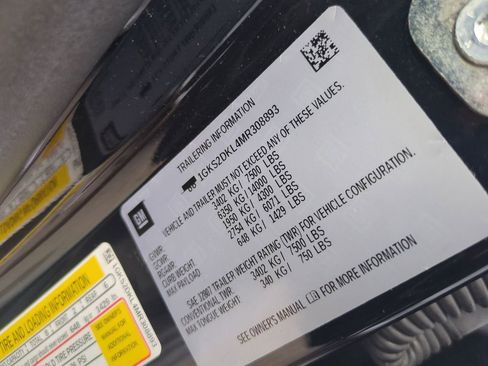 TRAILERING INFORMATION
1GKS2DKL4MR308893
VEHICLE AND TRAILER MUST NOT EXCEED ANY OF THESE VALUES.
GVWR: 3402 KG / 7500 LBS
GCWR: 6350 KG / 14000 LBS
RGAWR: 1950 KG / 4300 LBS
CURB WEIGHT: 2754 KG / 6071 LBS
MAX PAYLOAD: 648 KG / 1429 LBS
SAE J2807 TRAILER WEIGHT RATING (TWR) FOR VEHICLE CONFIGURATION.
CONVENTIONAL TWR: 3402 KG / 7500 LBS
MAX TONGUE WEIGHT: 340 KG / 750 LBS
SEE OWNER'S MANUAL FOR MORE INFORMATION
GM
1GKS2DKL4MR308893
TIRE AND LOADING INFORMATION
SEE OWNERS
MANUAL FOR
ADDITIONAL
INFORMATION